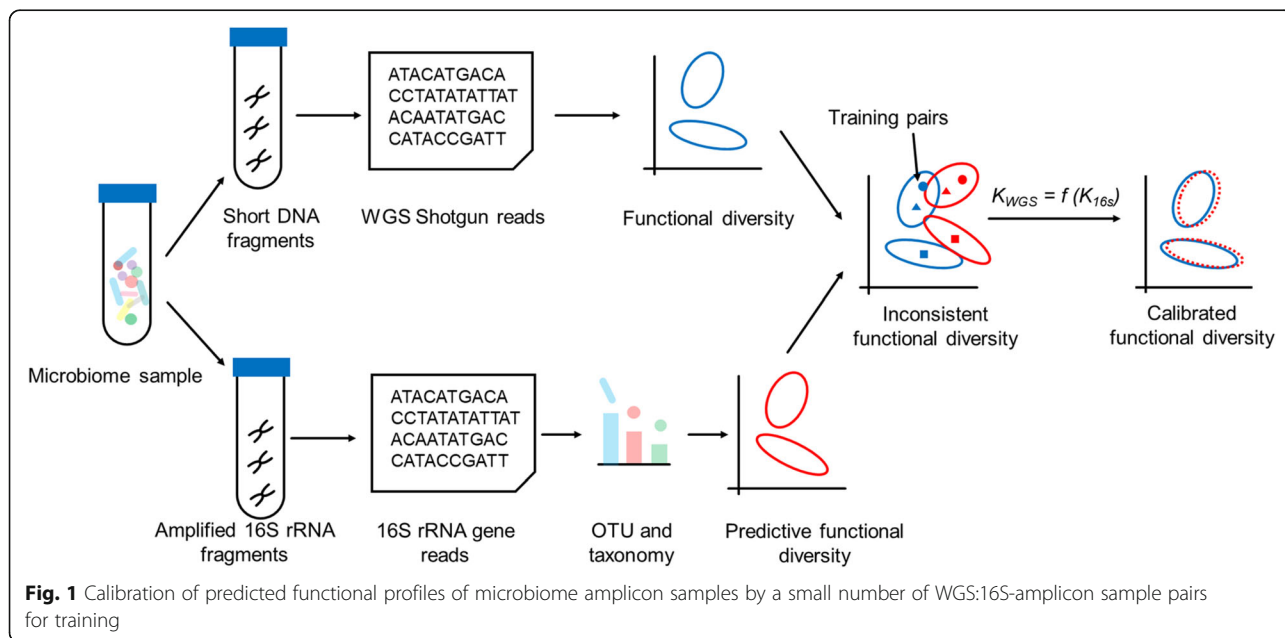 ATACATGACA
CCTATATATTAT
ACAATATGAC
CATACCGATT
Short DNA
fragments
WGS Shotgun reads
Functional diversity
Training pairs
K_WGS = f (K_16s)
Inconsistent
functional diversity
Calibrated
functional diversity
Microbiome sample
ATACATGACA
CCTATATATTAT
ACAATATGAC
CATACCGATT
Amplified 16S rRNA
fragments
16S rRNA gene
reads
OTU and
taxonomy
Predictive functional
diversity
Fig. 1 Calibration of predicted functional profiles of microbiome amplicon samples by a small number of WGS:16S-amplicon sample pairs
for training